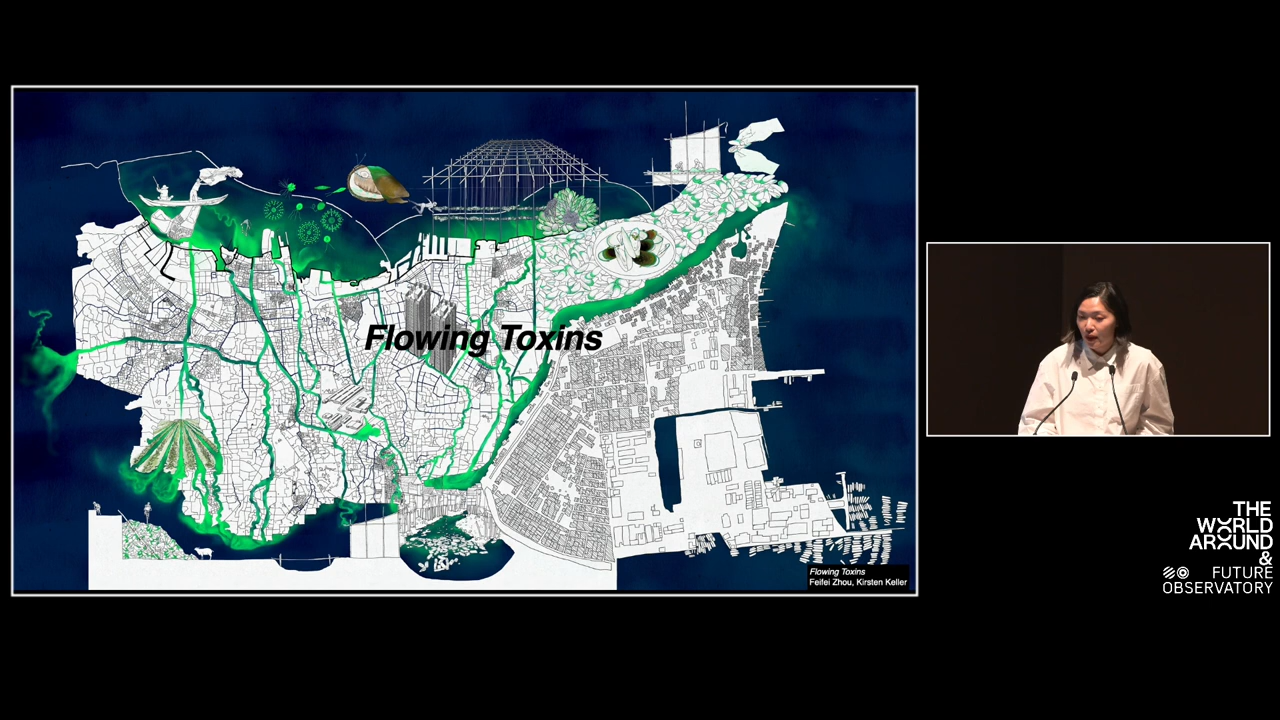 Flowing Toxins
Flowing Toxins
Feifei Zhou, Kirsten Keller
THE
WORLD
AROUND
&
FUTURE
OBSERVATORY